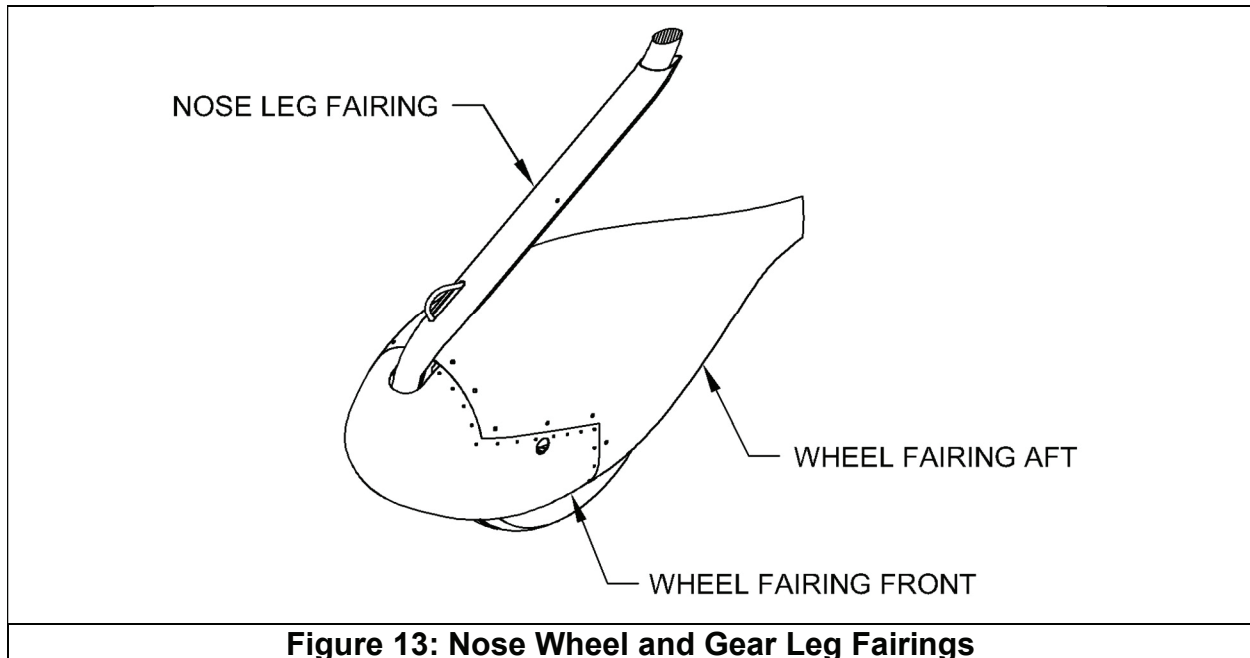 NOSE LEG FAIRING
WHEEL FAIRING AFT
WHEEL FAIRING FRONT
Figure 13: Nose Wheel and Gear Leg Fairings